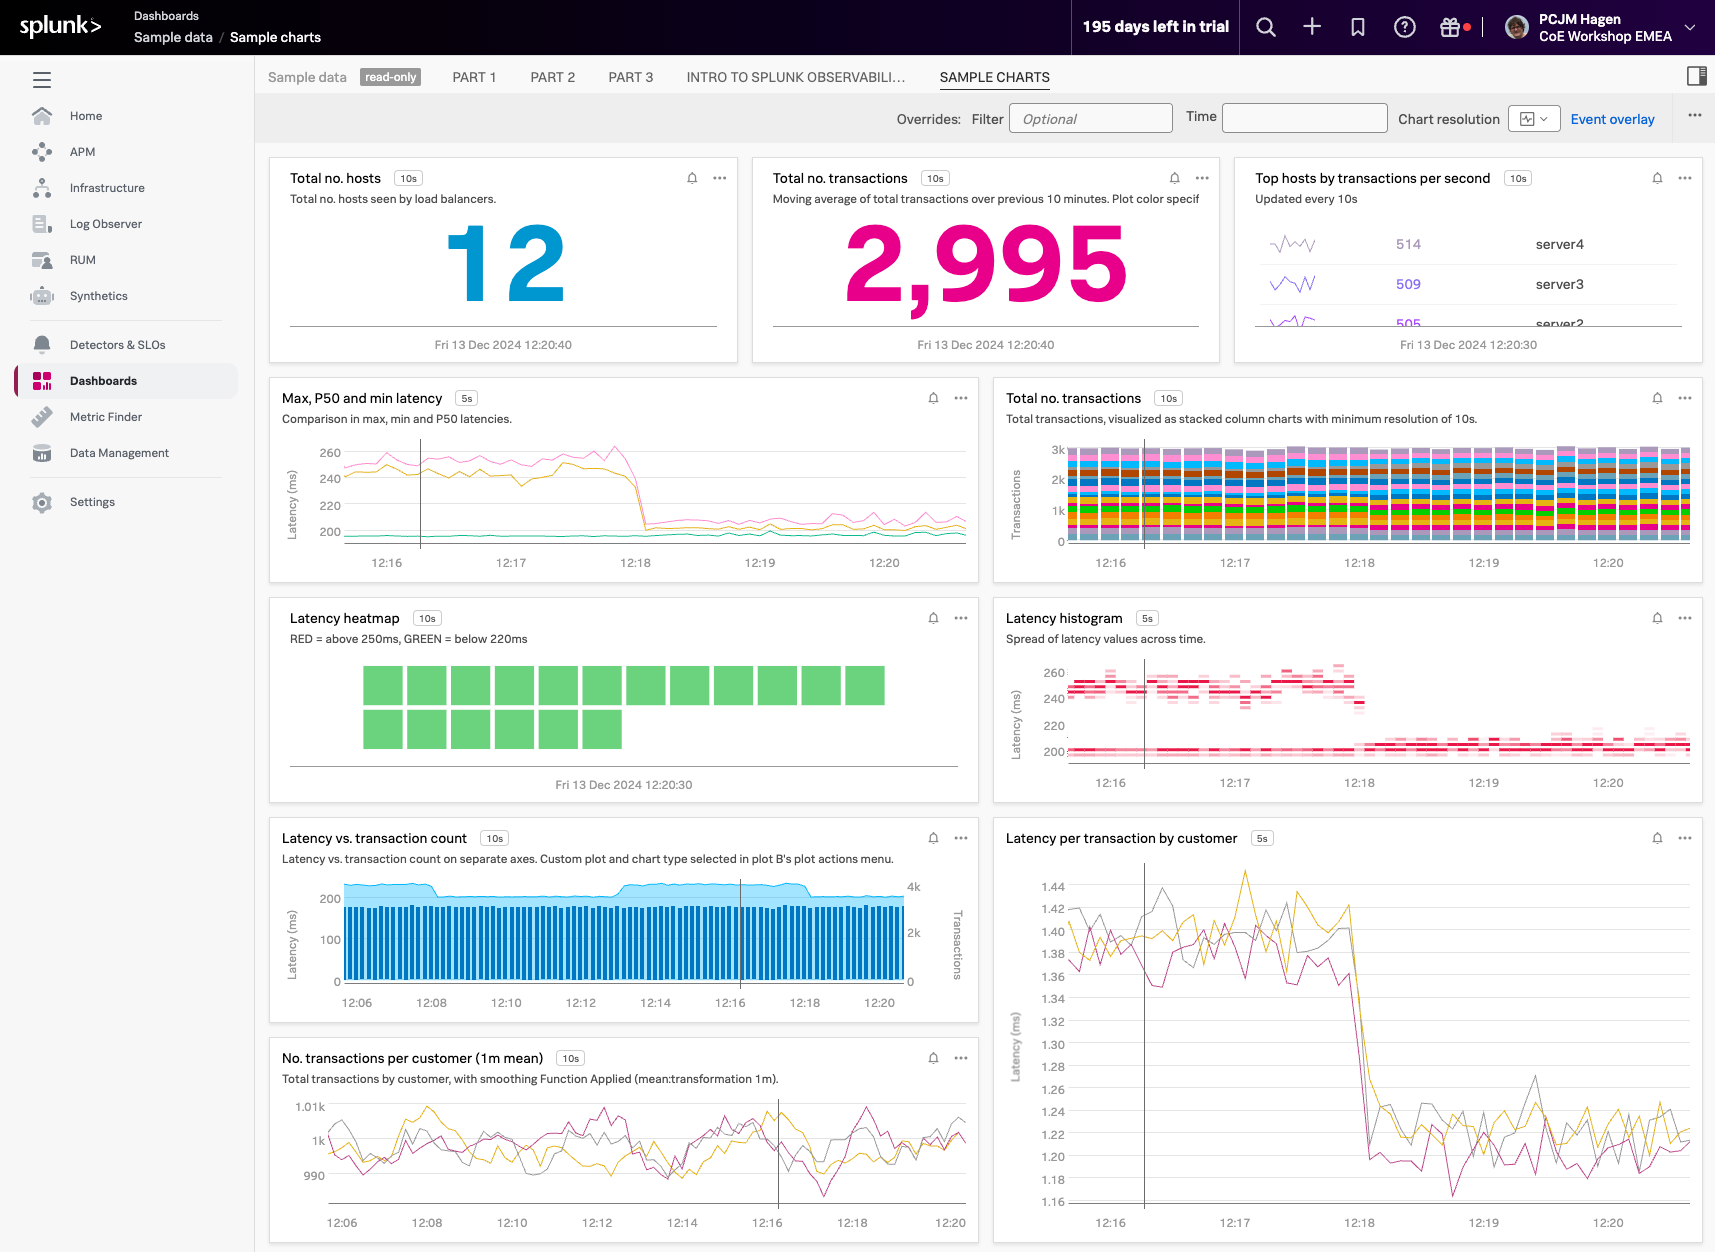 splunk>
Dashboards
Sample data / Sample charts
195 days left in trial
PCJM Hagen
CoE Workshop EMEA
Home
APM
Infrastructure
Log Observer
RUM
Synthetics
Detectors & SLOs
Dashboards
Metric Finder
Data Management
Settings
Sample data read-only PART 1 PART 2 PART 3 INTRO TO SPLUNK OBSERVABILI... SAMPLE CHARTS
Overrides: Filter Optional Time Chart resolution Event overlay
Total no. hosts 10s
Total no. hosts seen by load balancers.
12
Fri 13 Dec 2024 12:20:40
Total no. transactions 10s
Moving average of total transactions over previous 10 minutes. Plot color specif
2,995
Fri 13 Dec 2024 12:20:40
Top hosts by transactions per second 10s
Updated every 10s
514 server4
509 server3
505 server2
Fri 13 Dec 2024 12:20:30
Max, P50 and min latency 5s
Comparison in max, min and P50 latencies.
Latency (ms)
260
240
220
200
12:16 12:17 12:18 12:19 12:20
Total no. transactions 10s
Total transactions, visualized as stacked column charts with minimum resolution of 10s.
Transactions
3k
2k
1k
0
12:16 12:17 12:18 12:19 12:20
Latency heatmap 10s
RED = above 250ms, GREEN = below 220ms
Fri 13 Dec 2024 12:20:30
Latency histogram 5s
Spread of latency values across time.
Latency (ms)
260
240
220
200
12:16 12:17 12:18 12:19 12:20
Latency vs. transaction count 10s
Latency vs. transaction count on separate axes. Custom plot and chart type selected in plot B's plot actions menu.
Latency (ms)
200
100
0
4k
2k
0
Transactions
12:06 12:08 12:10 12:12 12:14 12:16 12:18 12:20
Latency per transaction by customer 5s
Latency (ms)
1.44
1.42
1.40
1.38
1.36
1.34
1.32
1.30
1.28
1.26
1.24
1.22
1.20
1.18
1.16
12:16 12:17 12:18 12:19 12:20
No. transactions per customer (1m mean) 10s
Total transactions by customer, with smoothing Function Applied (mean:transformation 1m).
1.01k
1k
990
12:06 12:08 12:10 12:12 12:14 12:16 12:18 12:20